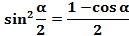 sin² α/2 = (1 − cos α)/2